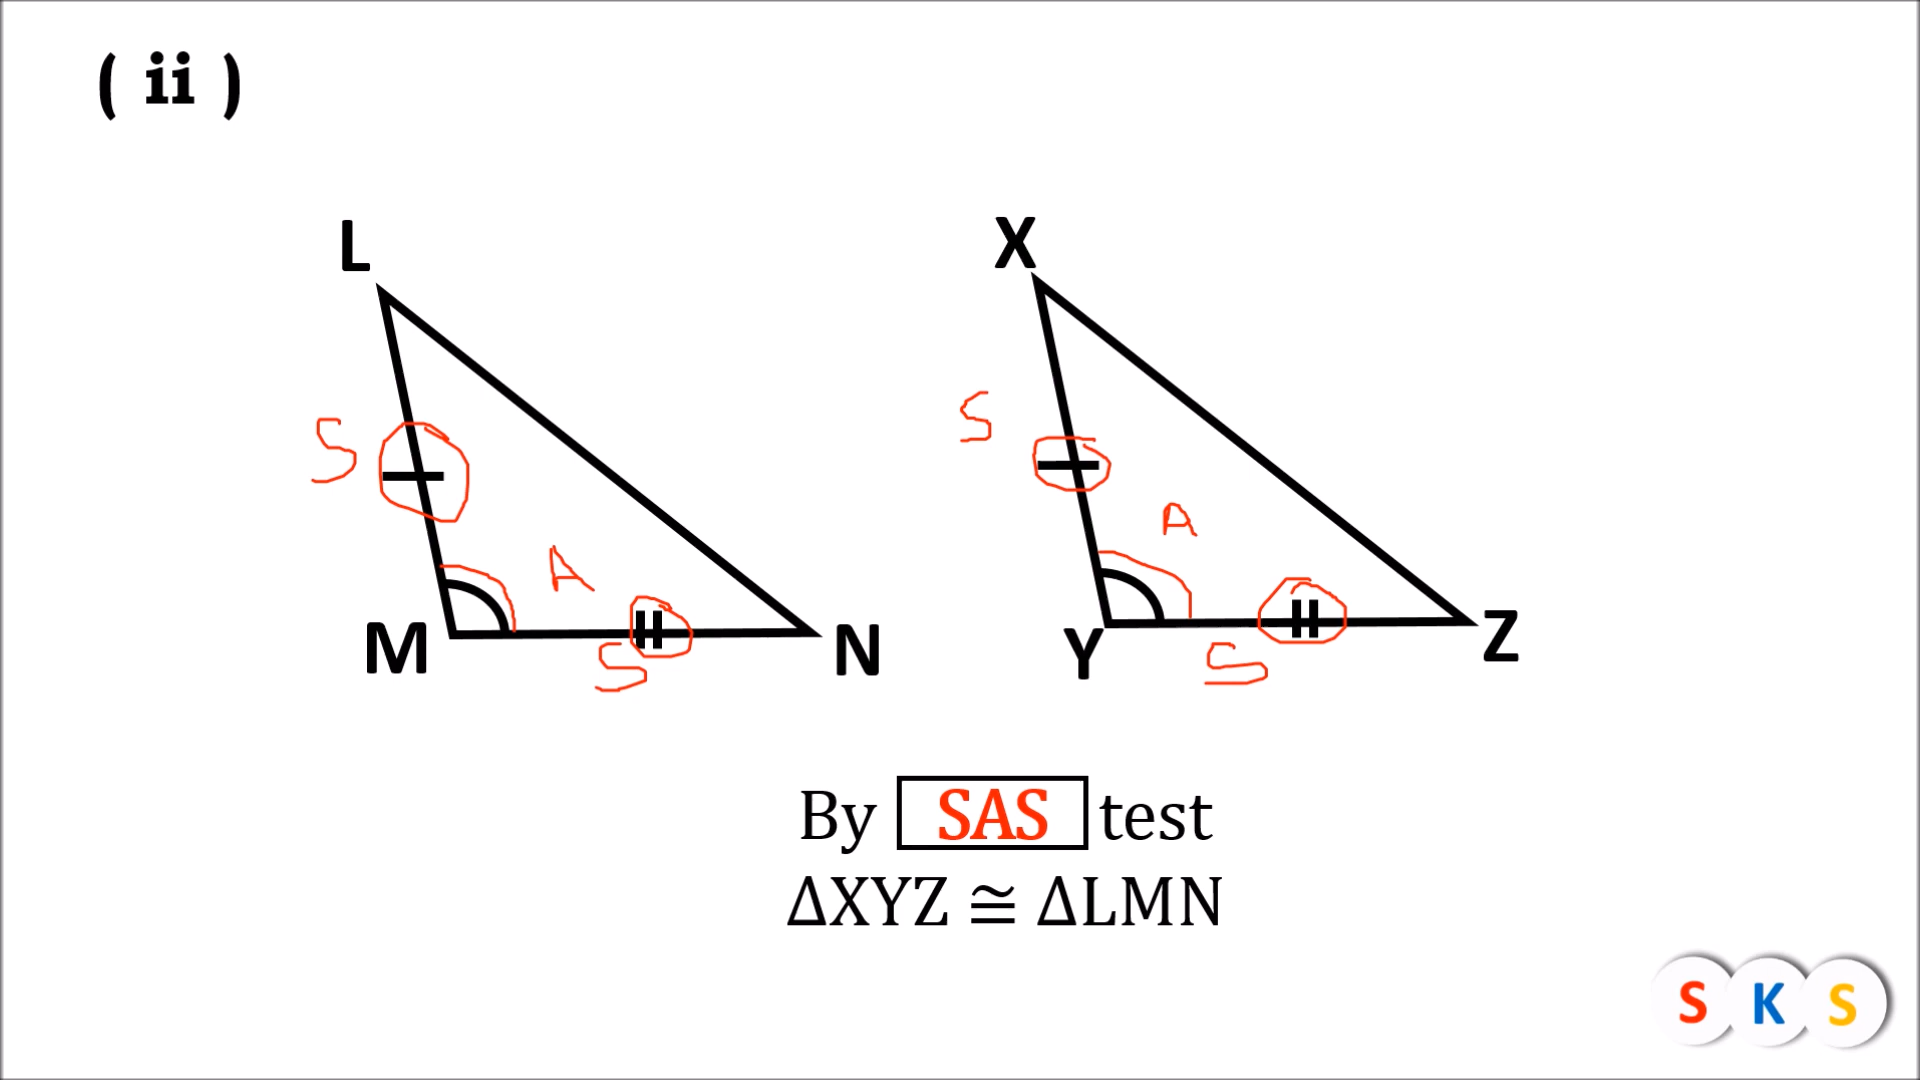 ( ii )
L
X
S
S
A
A
M
S
N
Y
S
Z
By SAS test
ΔXYZ ≅ ΔLMN
S K S